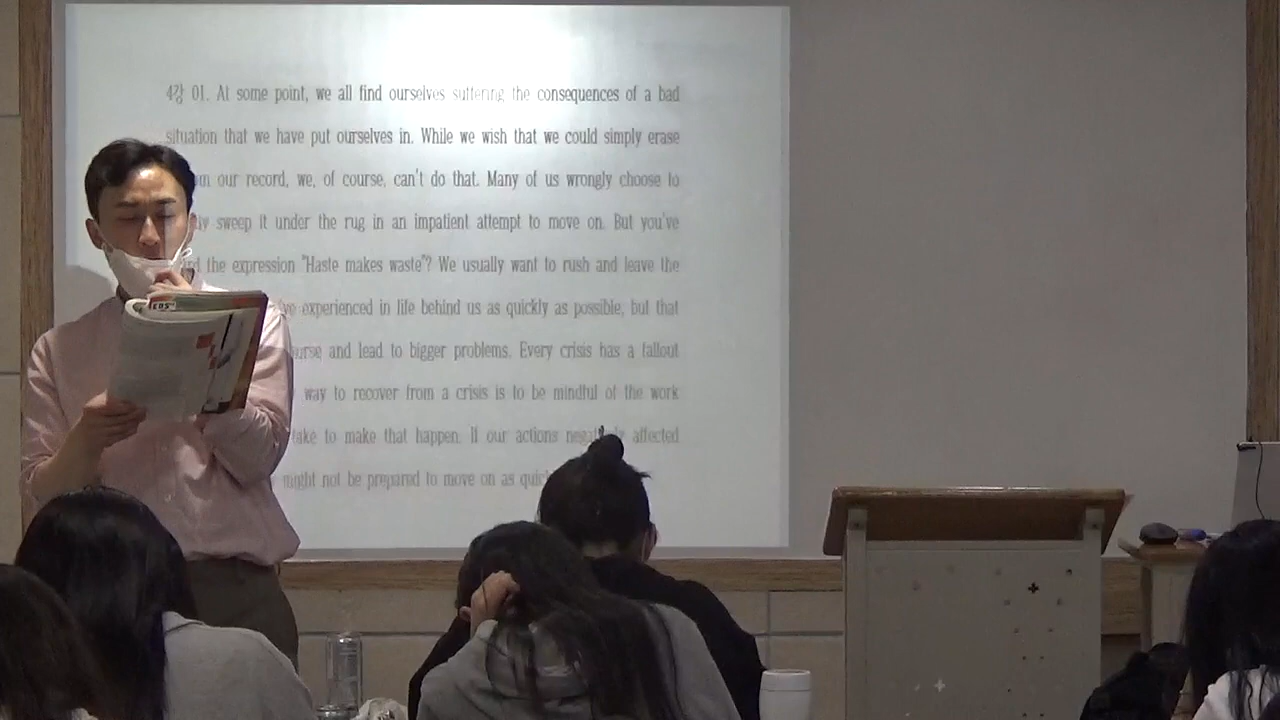 4강 01. At some point, we all find ourselves suffering the consequences of a bad
situation that we have put ourselves in. While we wish that we could simply erase
our record, we, of course, can't do that. Many of us wrongly choose to
sweep it under the rug in an impatient attempt to move on. But you've
the expression "Haste makes waste"? We usually want to rush and leave the
experienced in life behind us as quickly as possible, but that
and lead to bigger problems. Every crisis has a fallout
way to recover from a crisis is to be mindful of the work
to make that happen. If our actions affected
might not be prepared to move on as
EBS